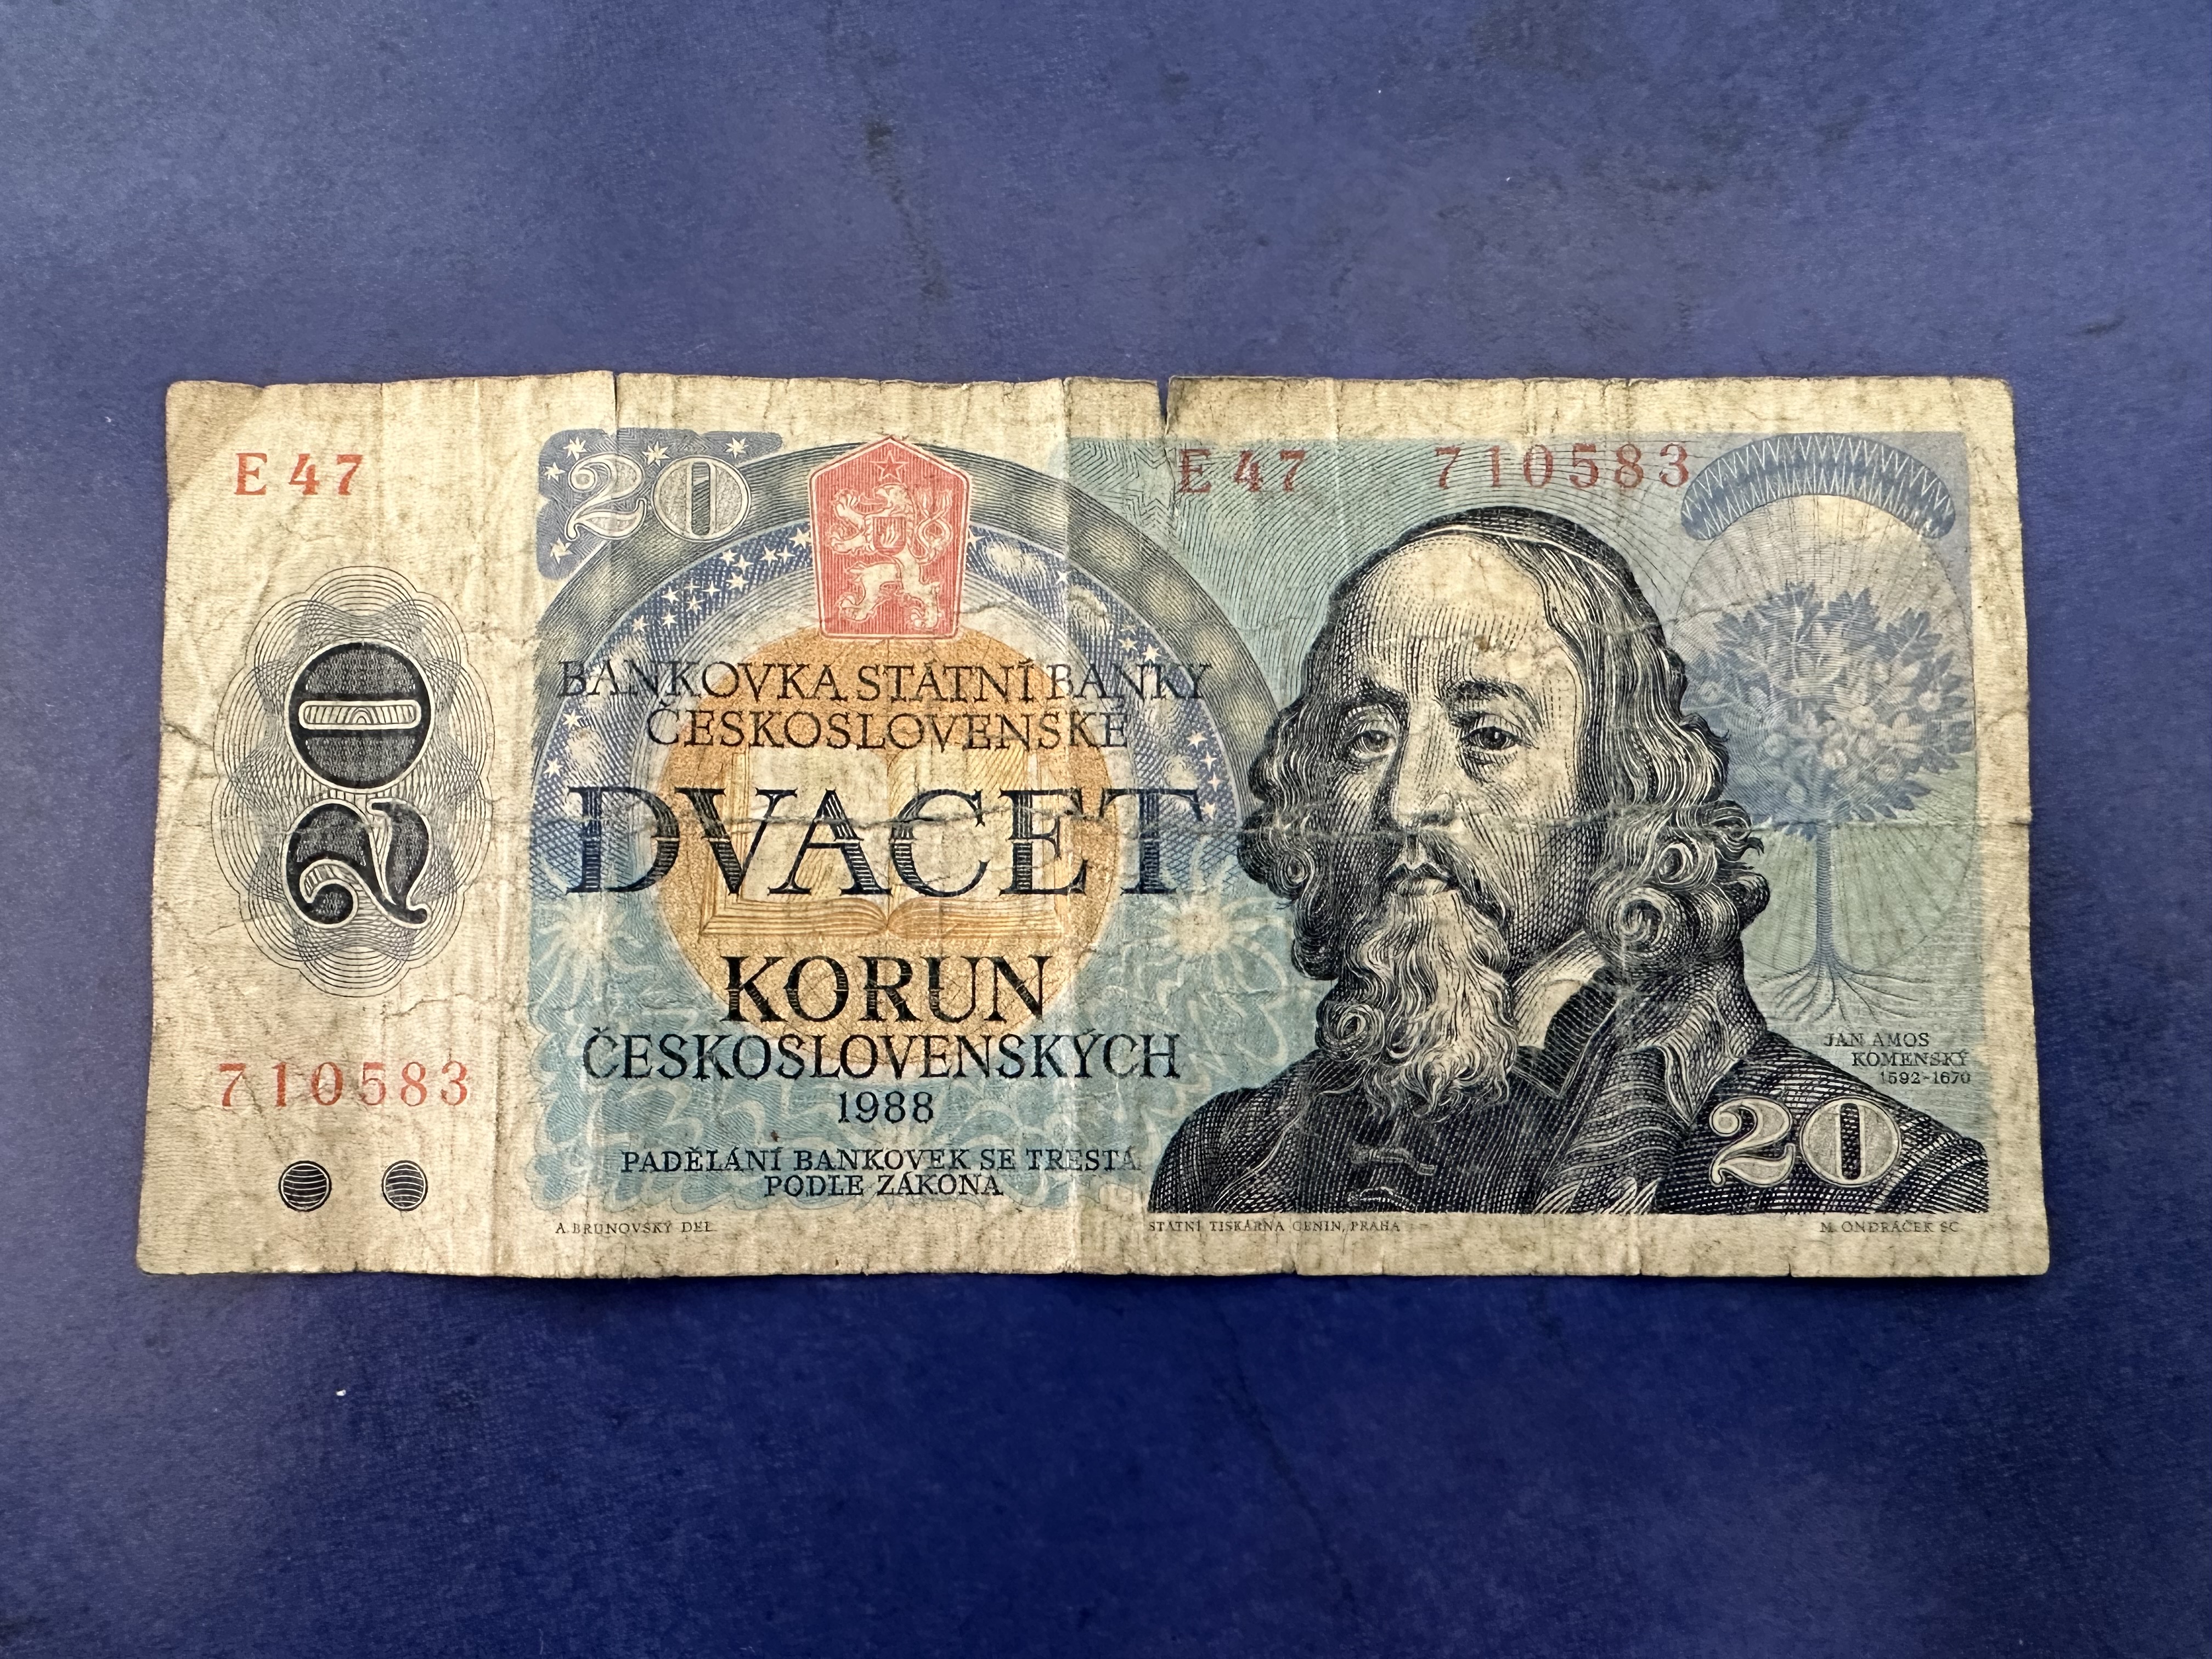 E 47
20
E 47 710583
20
BANKOVKA STÁTNÍ BANKY
ČESKOSLOVENSKÉ
DVACET
KORUN
ČESKOSLOVENSKÝCH
1988
PADĚLÁNÍ BANKOVEK SE TRESTÁ
PODLE ZÁKONA
710583
JAN AMOS
KOMENSKÝ
1592-1670
20
A. BRUNOVSKÝ DEL.
STÁTNÍ TISKÁRNA CENIN, PRAHA
M. ONDRÁČEK SC.